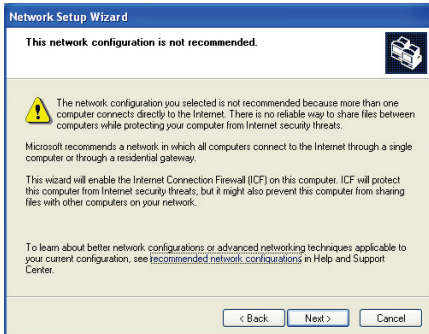 Network Setup Wizard
This network configuration is not recommended.
The network configuration you selected is not recommended because more than one
computer connects directly to the Internet. There is no reliable way to share files between
computers while protecting your computer from Internet security threats.
Microsoft recommends a network in which all computers connect to the Internet through a single
computer or through a residential gateway.
This wizard will enable the Internet Connection Firewall (ICF) on this computer. ICF will protect
this computer from Internet security threats, but it might also prevent this computer from sharing
files with other computers on your network.
To learn about better network configurations or advanced networking techniques applicable to
your current configuration, see recommended network configurations in Help and Support
Center.
< Back Next > Cancel